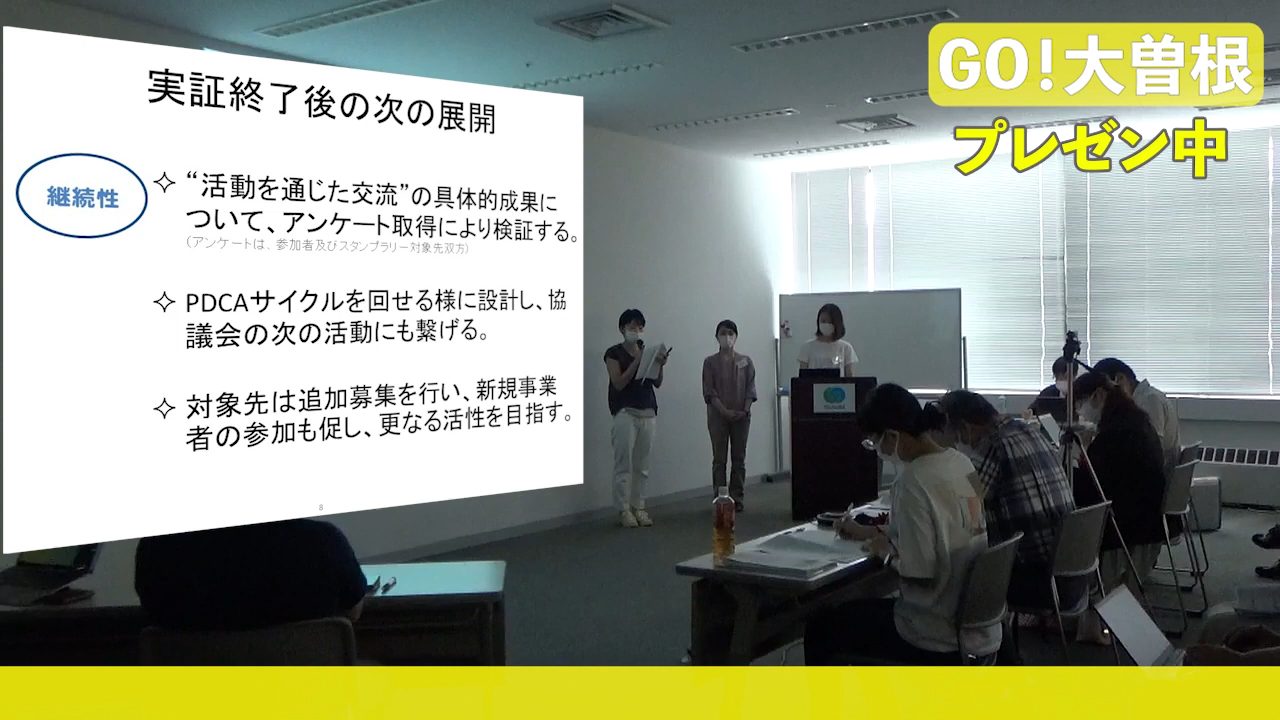 GO!大曽根
プレゼン中
実証終了後の次の展開
継続性
✧ “活動を通じた交流”の具体的成果に
ついて、アンケート取得により検証する。
（アンケートは、参加者及びスタンプラリー対象先双方）
✧ PDCAサイクルを回せる様に設計し、協
議会の次の活動にも繋げる。
✧ 対象先は追加募集を行い、新規事業
者の参加も促し、更なる活性を目指す。
8